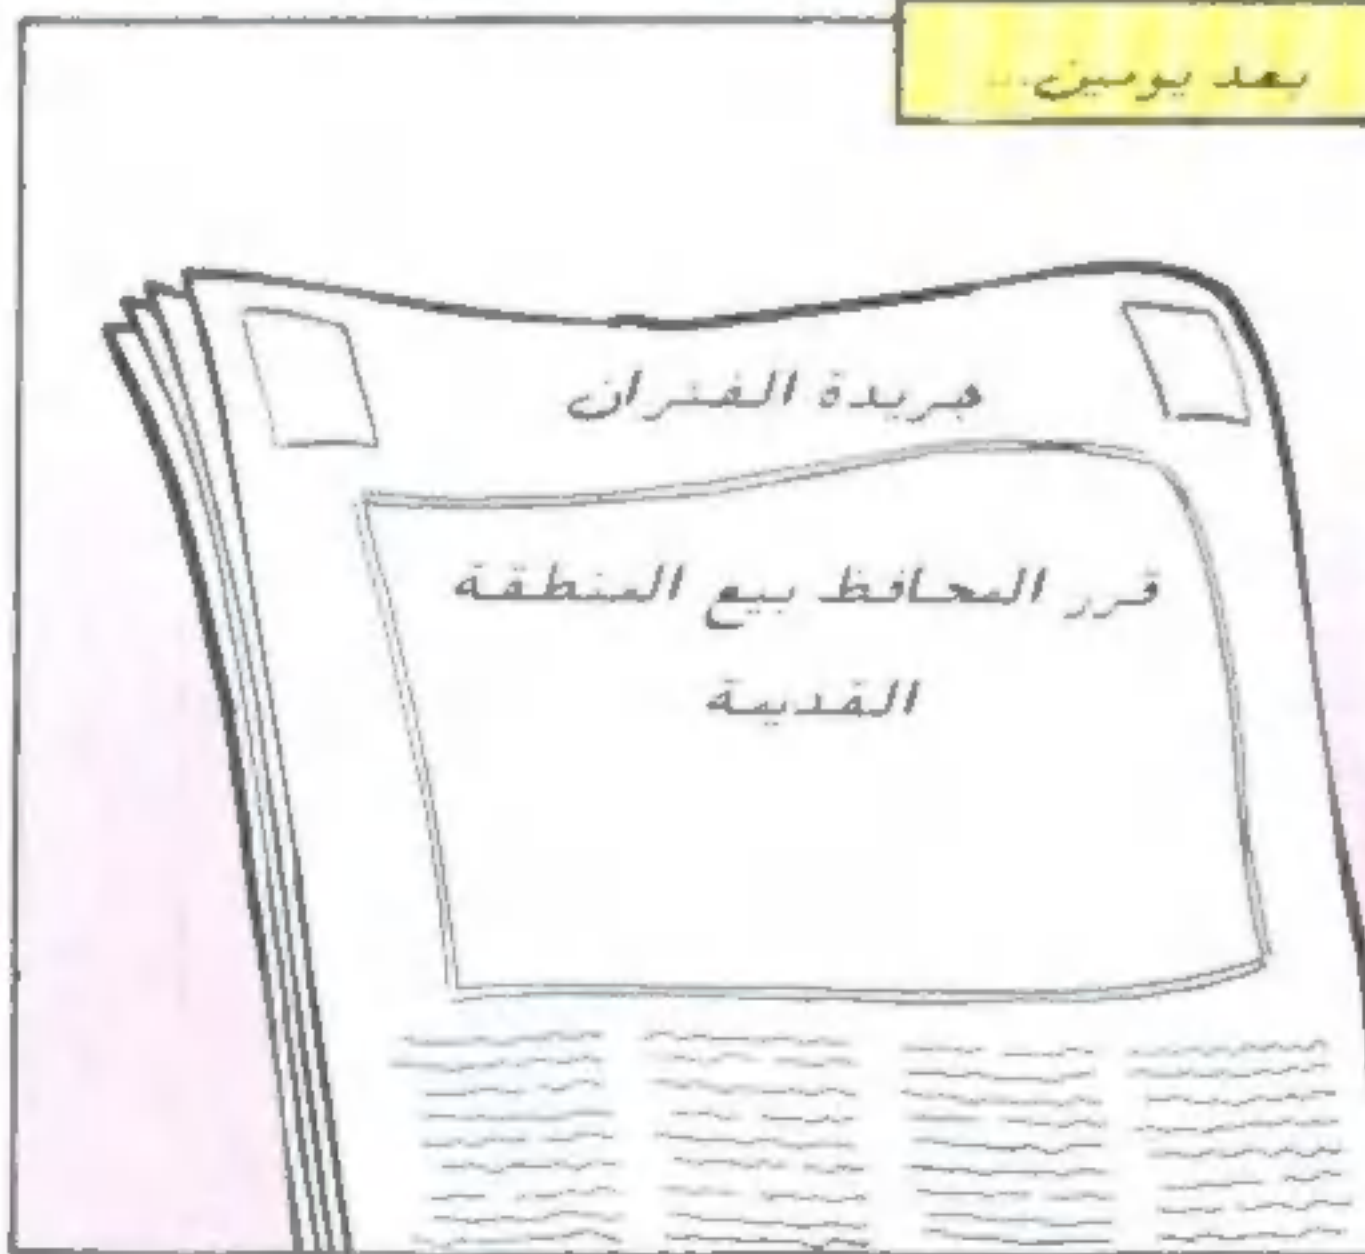 بعد يومين...
جريدة الفئران
قرر المحافظ بيع المنطقة
القديمة